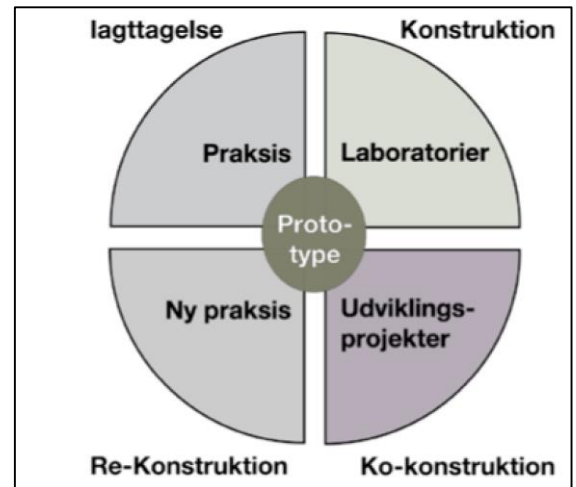 Iagttagelse
Konstruktion
Praksis
Laboratorier
Proto-
type
Ny praksis
Udviklings-
projekter
Re-Konstruktion
Ko-konstruktion